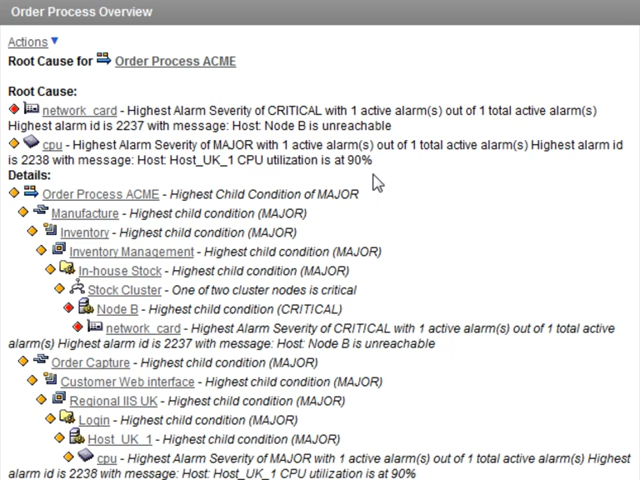 Order Process Overview
Actions
Root Cause for Order Process ACME
Root Cause:
network_card - Highest Alarm Severity of CRITICAL with 1 active alarm(s) out of 1 total active alarm(s)
Highest alarm id is 2237 with message: Host: Node B is unreachable
cpu - Highest Alarm Severity of MAJOR with 1 active alarm(s) out of 1 total active alarm(s) Highest alarm id
is 2238 with message: Host: Host_UK_1 CPU utilization is at 90%
Details:
Order Process ACME - Highest Child Condition of MAJOR
Manufacture - Highest child condition (MAJOR)
Inventory - Highest child condition (MAJOR)
Inventory Management - Highest child condition (MAJOR)
In-house Stock - Highest child condition (MAJOR)
Stock Cluster - One of two cluster nodes is critical
Node B - Highest child condition (CRITICAL)
network_card - Highest Alarm Severity of CRITICAL with 1 active alarm(s) out of 1 total active
alarm(s) Highest alarm id is 2237 with message: Host: Node B is unreachable
Order Capture - Highest child condition (MAJOR)
Customer Web interface - Highest child condition (MAJOR)
Regional IIS UK - Highest child condition (MAJOR)
Login - Highest child condition (MAJOR)
Host_UK_1 - Highest child condition (MAJOR)
cpu - Highest Alarm Severity of MAJOR with 1 active alarm(s) out of 1 total active alarm(s) Highest
alarm id is 2238 with message: Host: Host_UK_1 CPU utilization is at 90%